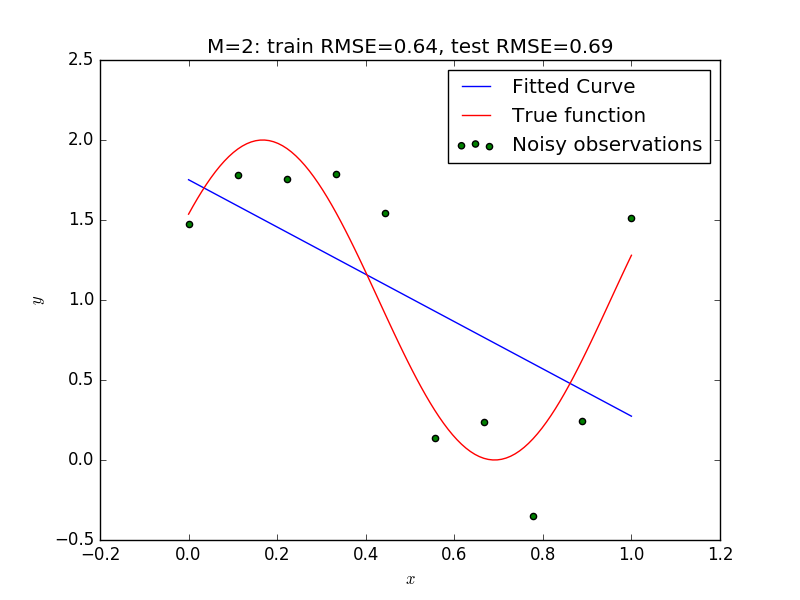 M=2: train RMSE=0.64, test RMSE=0.69
Fitted Curve
True function
Noisy observations
2.5
2.0
1.5
1.0
0.5
0.0
−0.5
y
−0.2
0.0
0.2
0.4
0.6
0.8
1.0
1.2
x